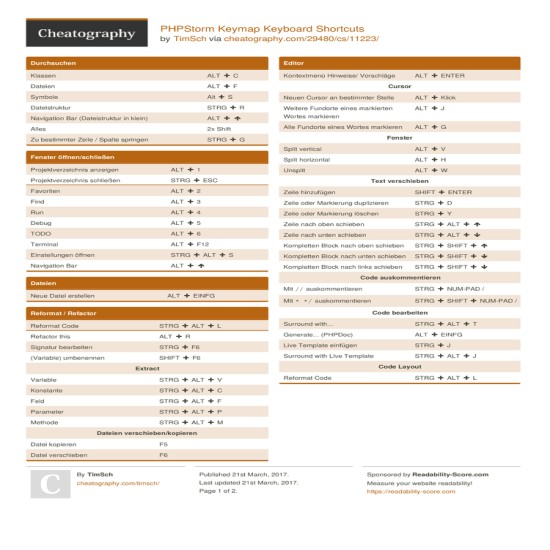 Cheatography
PHPStorm Keymap Keyboard Shortcuts
by TimSch via cheatography.com/29480/cs/11223/
Durchsuchen
Klassen ALT + C
Dateien ALT + F
Symbole Alt + S
Dateistruktur STRG + R
Navigation Bar (Dateistruktur in klein) ALT + ↑
Alles 2x Shift
Zu bestimmter Zeile / Spalte springen STRG + G
Fenster öffnen/schließen
Projektverzeichnis anzeigen ALT + 1
Projektverzeichnis schließen STRG + ESC
Favoriten ALT + 2
Find ALT + 3
Run ALT + 4
Debug ALT + 5
TODO ALT + 6
Terminal ALT + F12
Einstellungen öffnen STRG + ALT + S
Navigation Bar ALT + ↑
Dateien
Neue Datei erstellen ALT + EINFG
Reformat / Refactor
Reformat Code STRG + ALT + L
Refactor this ALT + R
Signatur bearbeiten STRG + F6
(Variable) umbenennen SHIFT + F6
Extract
Variable STRG + ALT + V
Konstante STRG + ALT + C
Feld STRG + ALT + F
Parameter STRG + ALT + P
Methode STRG + ALT + M
Dateien verschieben/kopieren
Datei kopieren F5
Datei verschieben F6
Editor
Kontextmenü Hinweise/ Vorschläge ALT + ENTER
Cursor
Neuen Cursor an bestimmter Stelle ALT + Klick
Weitere Fundorte eines markierten ALT + J
Wortes markieren
Alle Fundorte eines Wortes markieren ALT + G
Fenster
Split vertical ALT + V
Split horizontal ALT + H
Unsplit ALT + W
Text verschieben
Zeile hinzufügen SHIFT + ENTER
Zeile oder Markierung duplizieren STRG + D
Zeile oder Markierung löschen STRG + Y
Zeile nach oben schieben STRG + ALT + ↑
Zeile nach unten schieben STRG + ALT + ↓
Kompletten Block nach oben schieben STRG + SHIFT + ↑
Kompletten Block nach unten schieben STRG + SHIFT + ↓
Kompletten Block nach links schieben STRG + SHIFT + ↓
Code auskommentieren
Mit // auskommentieren STRG + NUM-PAD /
Mit * */ auskommentieren STRG + SHIFT + NUM-PAD /
Code bearbeiten
Surround with... STRG + ALT + T
Generate... (PHPDoc) ALT + EINFG
Live Template einfügen STRG + J
Surround with Live Template STRG + ALT + J
Code Layout
Reformat Code STRG + ALT + L
C
By TimSch
cheatography.com/timsch/
Published 21st March, 2017.
Last updated 21st March, 2017.
Page 1 of 2.
Sponsored by Readability-Score.com
Measure your website readability!
https://readability-score.com